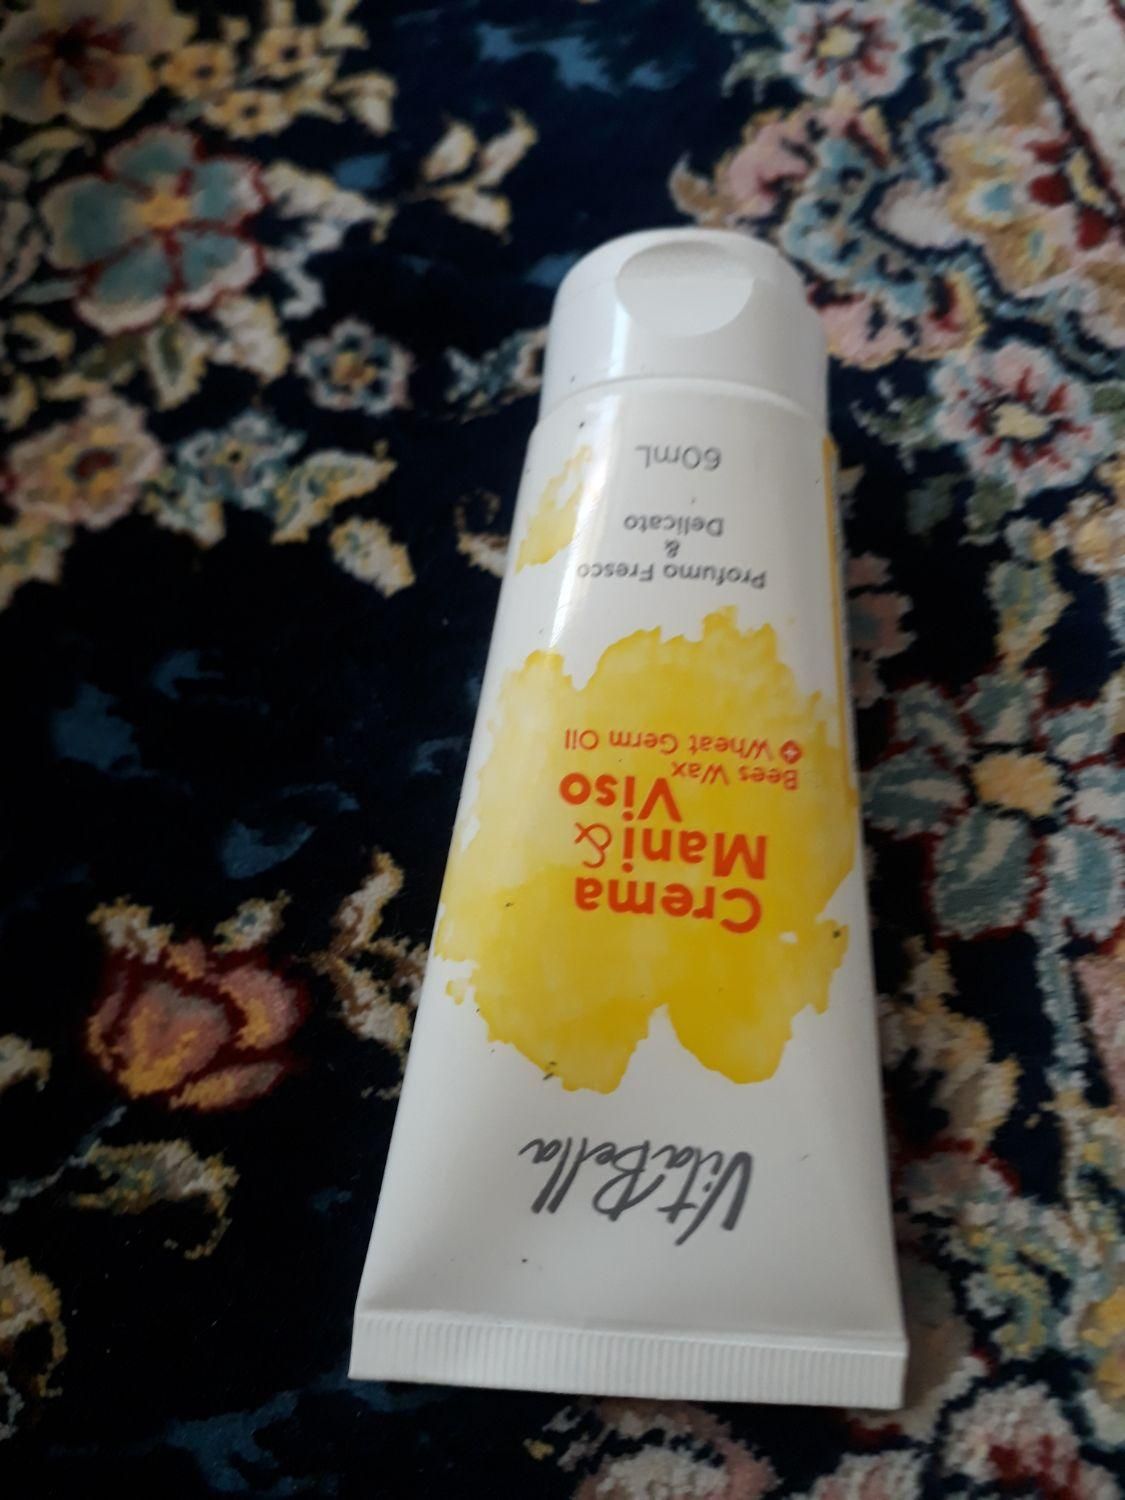 VitaBella
Crema
Mani &
Viso
Bees Wax
+ Wheat Germ Oil
Profumo Fresco
&
Delicato
60mL